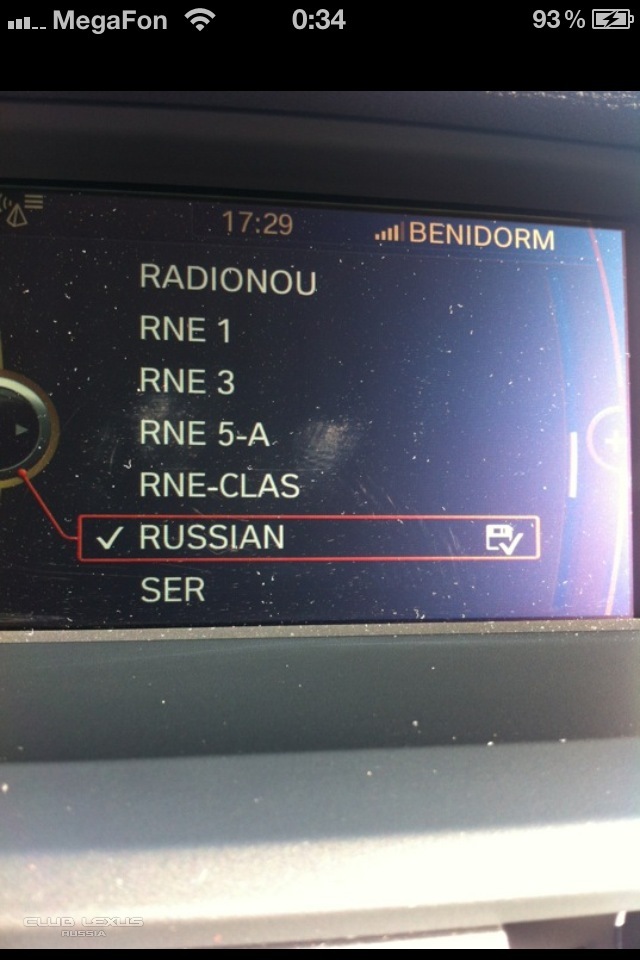 MegaFon 0:34 93%
17:29 BENIDORM
RADIONOU
RNE 1
RNE 3
RNE 5-A
RNE-CLAS
RUSSIAN
SER
CLUB LEXUS
RUSSIA